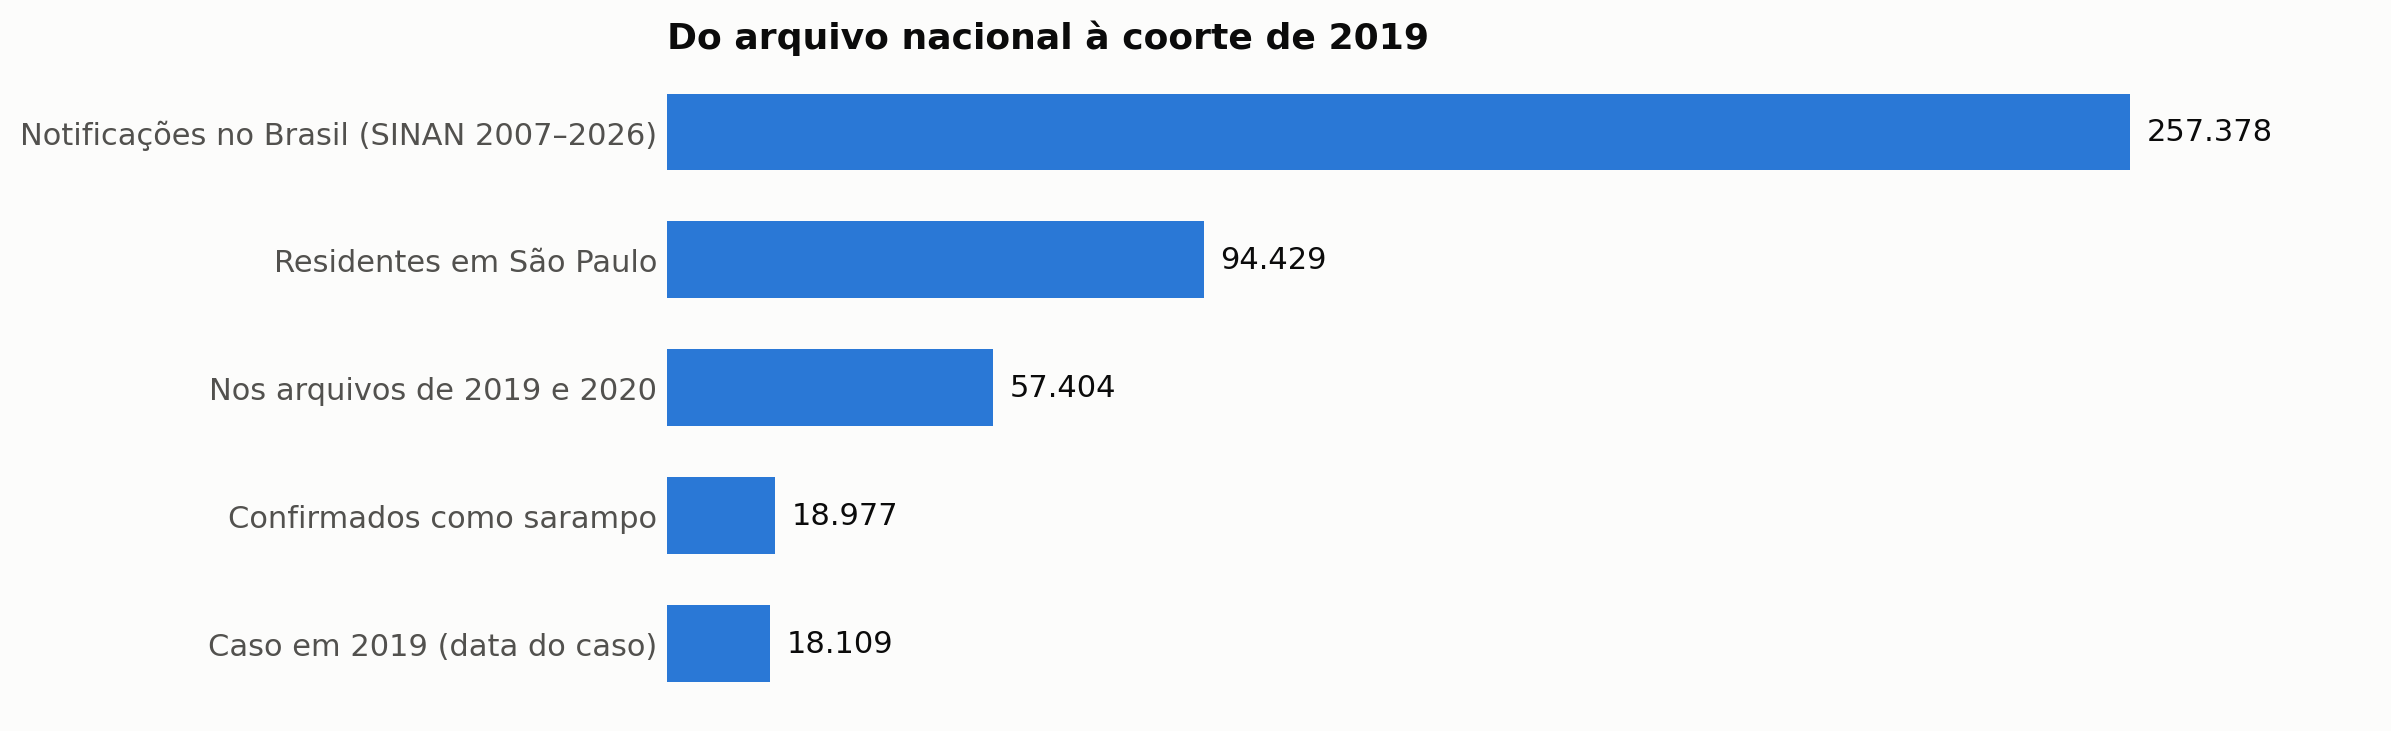 Do arquivo nacional à coorte de 2019
Notificações no Brasil (SINAN 2007–2026) 257.378
Residentes em São Paulo 94.429
Nos arquivos de 2019 e 2020 57.404
Confirmados como sarampo 18.977
Caso em 2019 (data do caso) 18.109